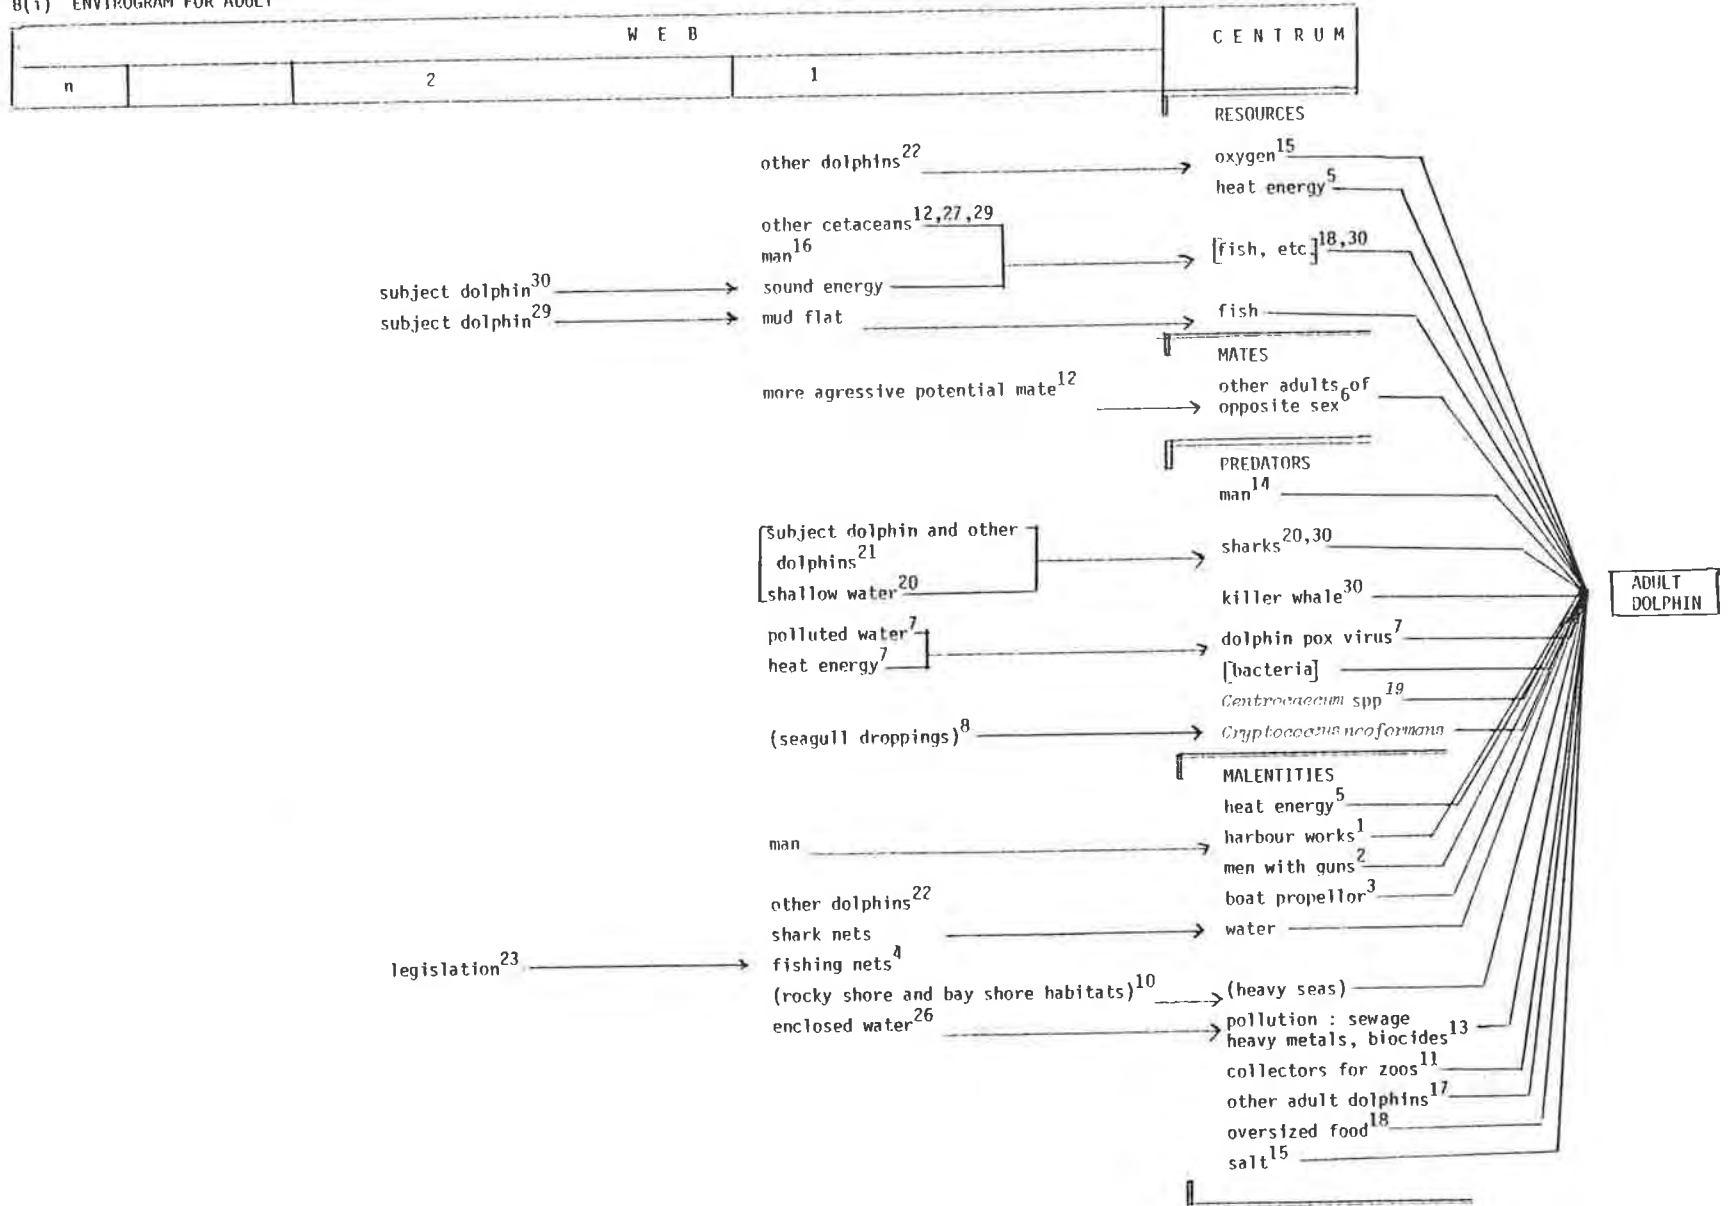 8(i) ENVIROGRAM FOR ADULT
W E B
CENTRUM
n
2
1
RESOURCES
other dolphins22
oxygen15
heat energy5
other cetaceans12,27,29
man16
[fish, etc.]18,30
subject dolphin30
sound energy
subject dolphin29
mud flat
fish
MATES
more agressive potential mate12
other adults of
opposite sex6
PREDATORS
man14
subject dolphin and other
dolphins21
sharks20,30
shallow water20
killer whale30
polluted water7
dolphin pox virus7
heat energy7
[bacteria]
Centrocaecum spp19
(seagull droppings)8
Cryptococcus neoformans
MALENTITIES
heat energy5
man
harbour works1
men with guns2
boat propellor3
other dolphins22
shark nets
water
legislation23
fishing nets4
(rocky shore and bay shore habitats)10
(heavy seas)
enclosed water26
pollution : sewage
heavy metals, biocides13
collectors for zoos11
other adult dolphins17
oversized food18
salt15
ADULT
DOLPHIN